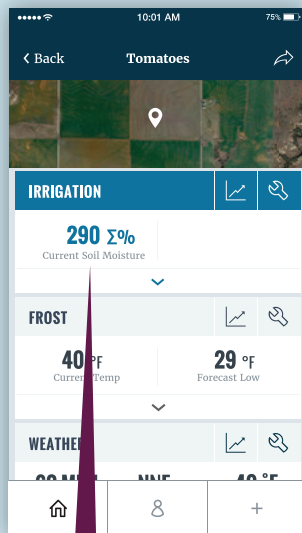 10:01 AM
75%
Back
Tomatoes
IRRIGATION
290 Σ%
Current Soil Moisture
FROST
40 °F
29 °F
Current Temp
Forecast Low
WEATHER
NNE